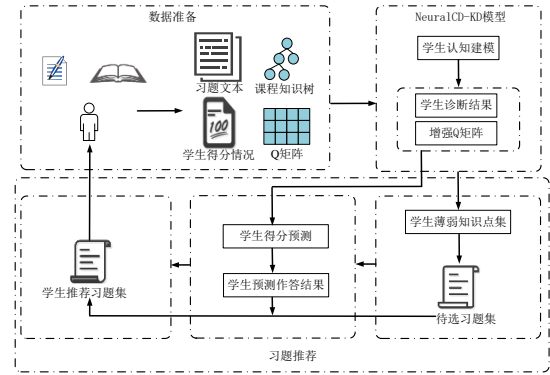 数据准备
习题文本
课程知识树
100
学生得分情况
Q矩阵
NeuralCD-KD模型
学生认知建模
学生诊断结果
增强Q矩阵
学生得分预测
学生预测作答结果
学生薄弱知识点集
待选习题集
学生推荐习题集
习题推荐